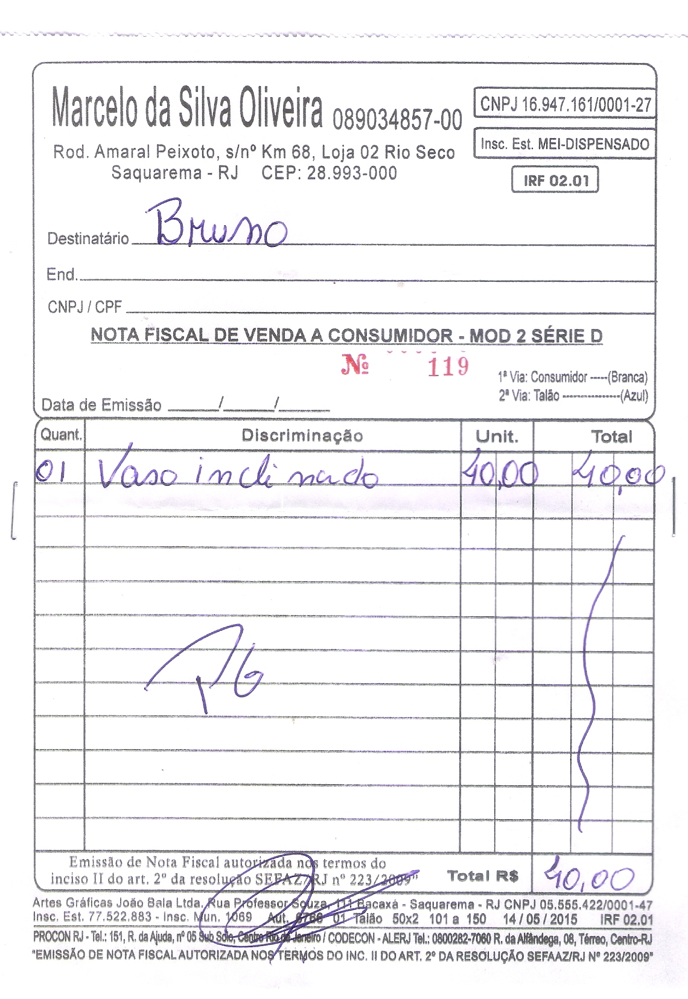 Marcelo da Silva Oliveira 089034857-00
CNPJ 16.947.161/0001-27
Rod. Amaral Peixoto, s/nº Km 68, Loja 02 Rio Seco
Insc. Est. MEI-DISPENSADO
Saquarema - RJ CEP: 28.993-000
IRF 02.01
Destinatário Bruno
End.
CNPJ / CPF
NOTA FISCAL DE VENDA A CONSUMIDOR - MOD 2 SÉRIE D
Nº 119
1ª Via: Consumidor -----(Branca)
2ª Via: Talão ----------------(Azul)
Data de Emissão ______/______/______
Quant. Discriminação Unit. Total
01 Vaso inclinado 40,00 40,00
PG
Emissão de Nota Fiscal autorizada nos termos do
inciso II do art. 2º da resolução SEFAZ/RJ nº 223/2009"
Total R$ 40,00
Artes Gráficas João Bala Ltda. Rua Professor Souza, 111 Bacaxá - Saquarema - RJ CNPJ 05.555.422/0001-47
Insc. Est. 77.522.883 - Insc. Mun. 1069 Aut. 01 Talão 50x2 101 a 150 14/05/2015 IRF 02.01
PROCON RJ - Tel.: 151, R. da Ajuda, nº 05 Sub Solo, Centro Rio de Janeiro / CODECON - ALERJ Tel.: 0800282-7060 R. da Alfândega, 08, Térreo, Centro-RJ
"EMISSÃO DE NOTA FISCAL AUTORIZADA NOS TERMOS DO INC. II DO ART. 2º DA RESOLUÇÃO SEFAAZ/RJ Nº 223/2009"